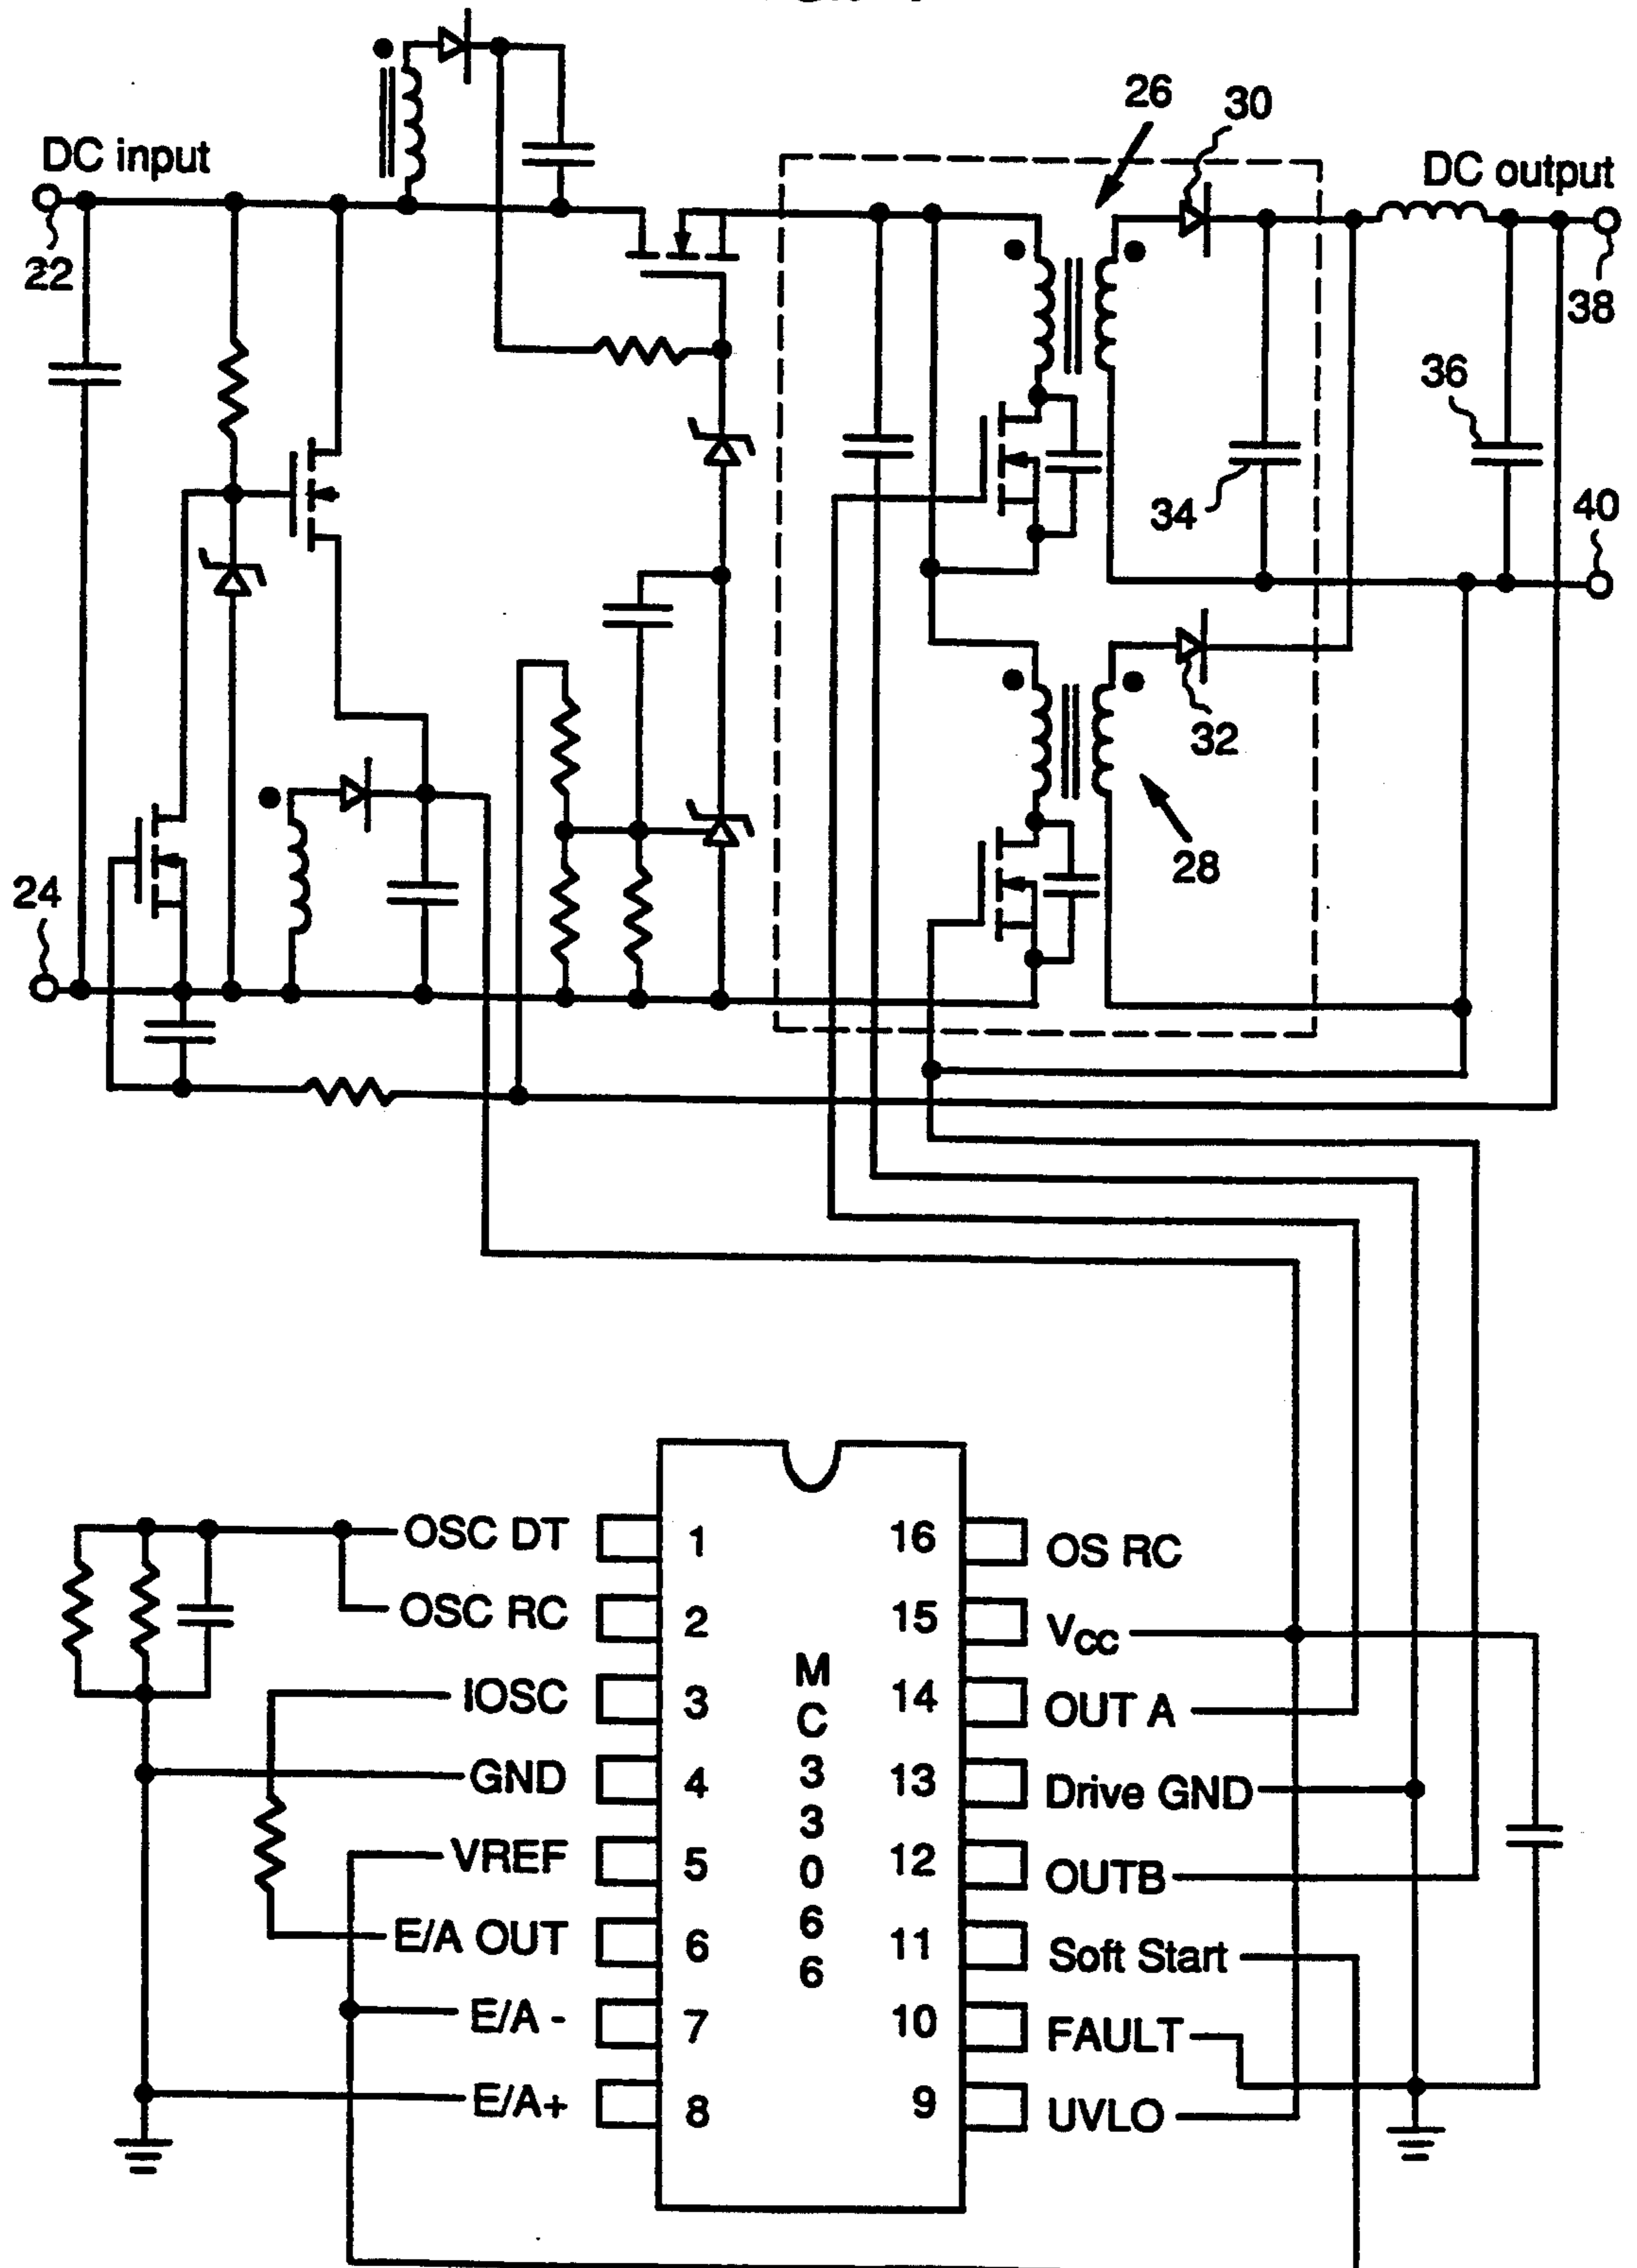 DC input
22
24
26
30
DC output
38
36
34
40
32
28
OSC DT
OSC RC
IOSC
GND
VREF
E/A OUT
E/A -
E/A+
1
2
3
4
5
6
7
8
M
C
3
3
0
6
6
16
15
14
13
12
11
10
9
OS RC
VCC
OUT A
Drive GND
OUTB
Soft Start
FAULT
UVLO